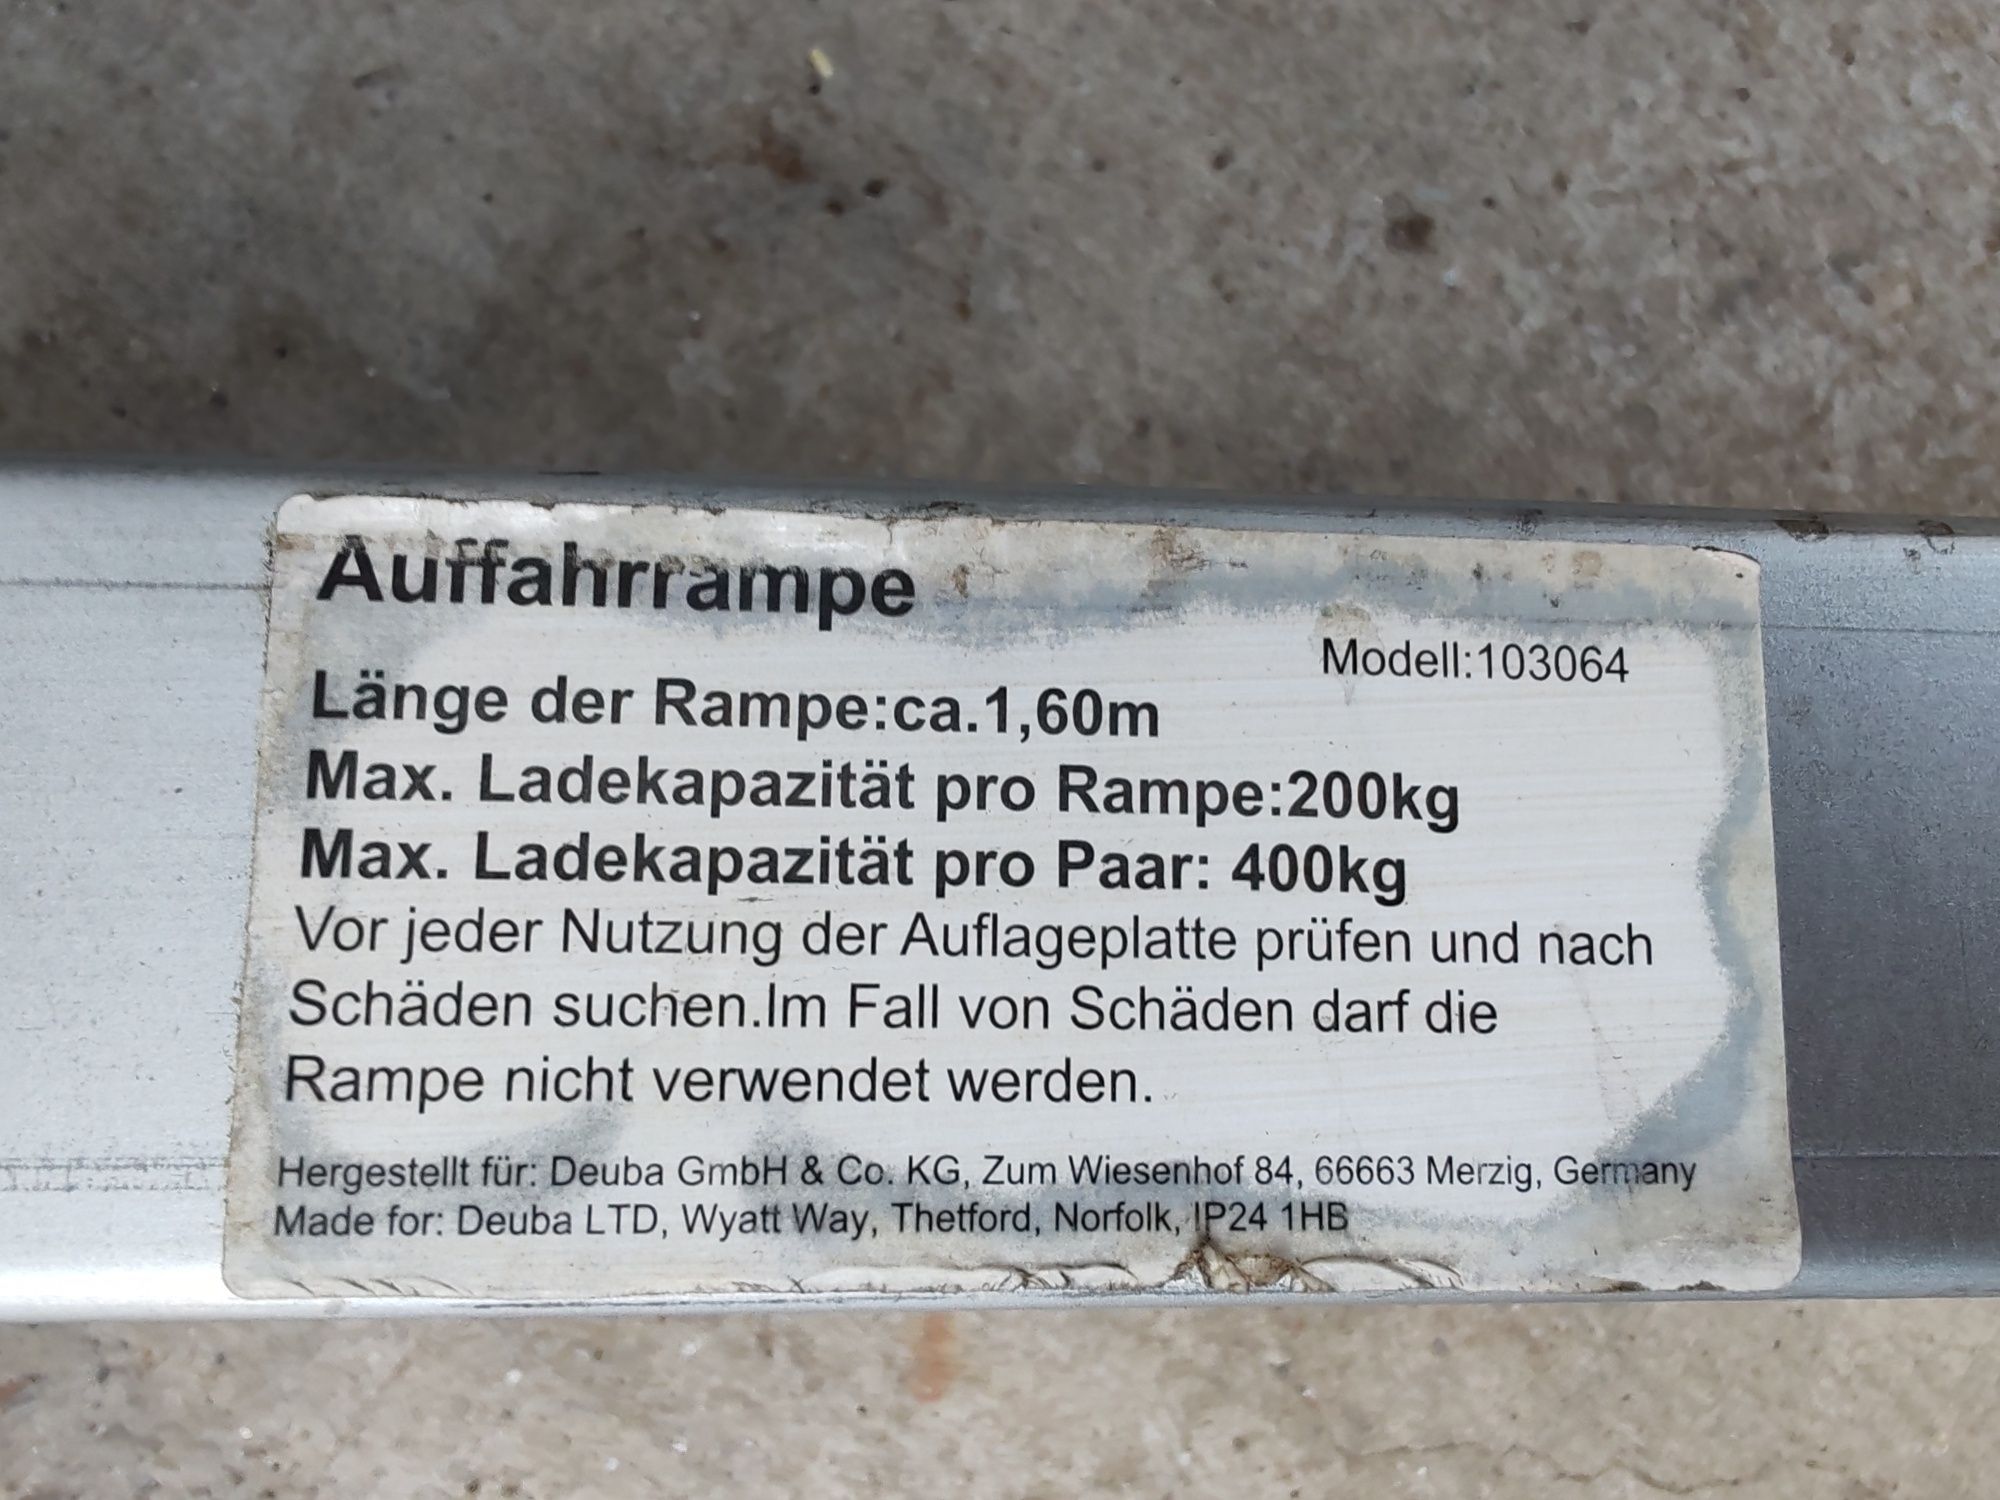 Auffahrrampe
Modell:103064
Länge der Rampe:ca.1,60m
Max. Ladekapazität pro Rampe:200kg
Max. Ladekapazität pro Paar: 400kg
Vor jeder Nutzung der Auflageplatte prüfen und nach
Schäden suchen.Im Fall von Schäden darf die
Rampe nicht verwendet werden.
Hergestellt für: Deuba GmbH & Co. KG, Zum Wiesenhof 84, 66663 Merzig, Germany
Made for: Deuba LTD, Wyatt Way, Thetford, Norfolk, IP24 1HB